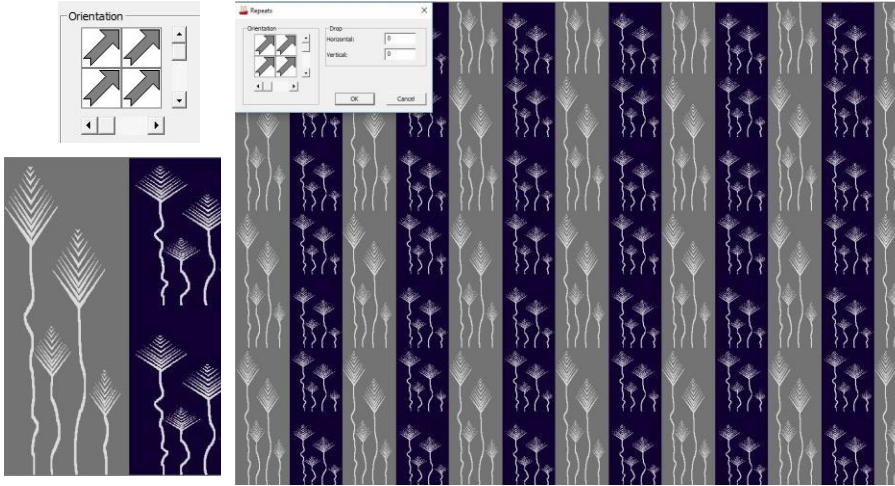 Orientation
Repeats
Orientation
Drop
Horizontal:
0
Vertical:
0
OK
Cancel